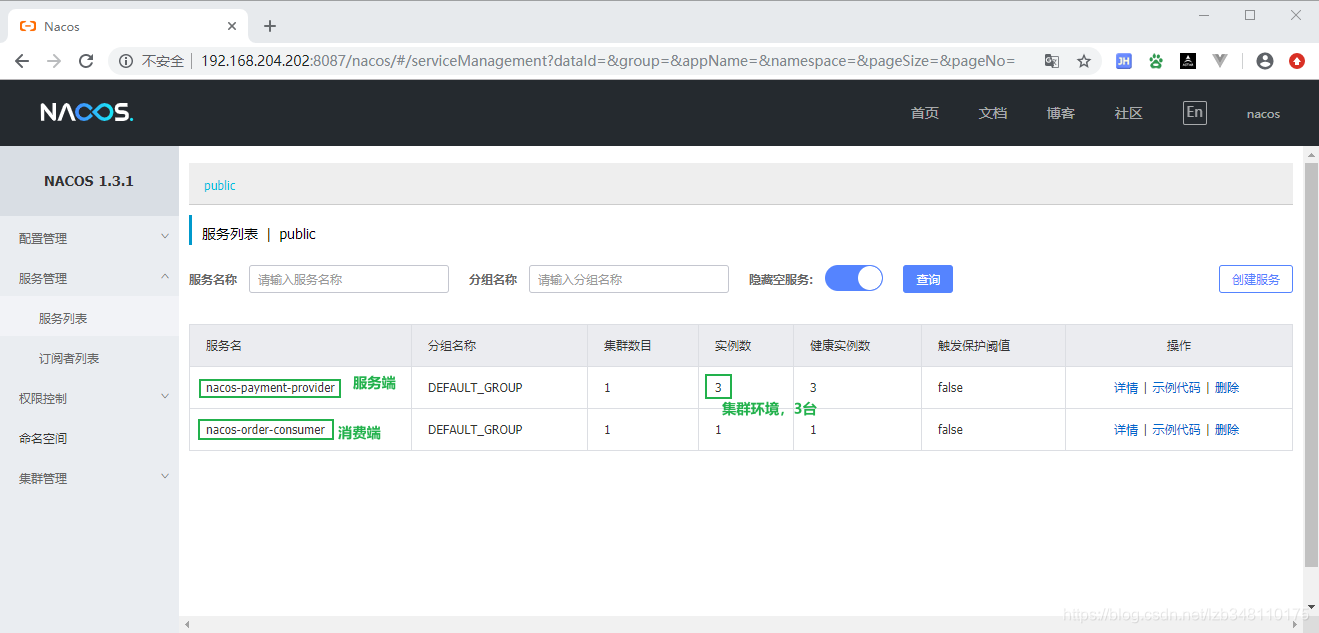 Nacos
不安全 192.168.204.202:8087/nacos/#/serviceManagement?dataId=&group=&appName=&namespace=&pageSize=&pageNo= JH
NACOS. 首页 文档 博客 社区 En nacos
NACOS 1.3.1
配置管理
服务管理
服务列表
订阅者列表
权限控制
命名空间
集群管理
public
服务列表 | public
服务名称 请输入服务名称 分组名称 请输入分组名称 隐藏空服务: 查询 创建服务
服务名 分组名称 集群数目 实例数 健康实例数 触发保护阈值 操作
nacos-payment-provider 服务端 DEFAULT_GROUP 1 3 3 false 详情 | 示例代码 | 删除
集群环境，3台
nacos-order-consumer 消费端 DEFAULT_GROUP 1 1 1 false 详情 | 示例代码 | 删除
https://blog.csdn.net/lzb348110175